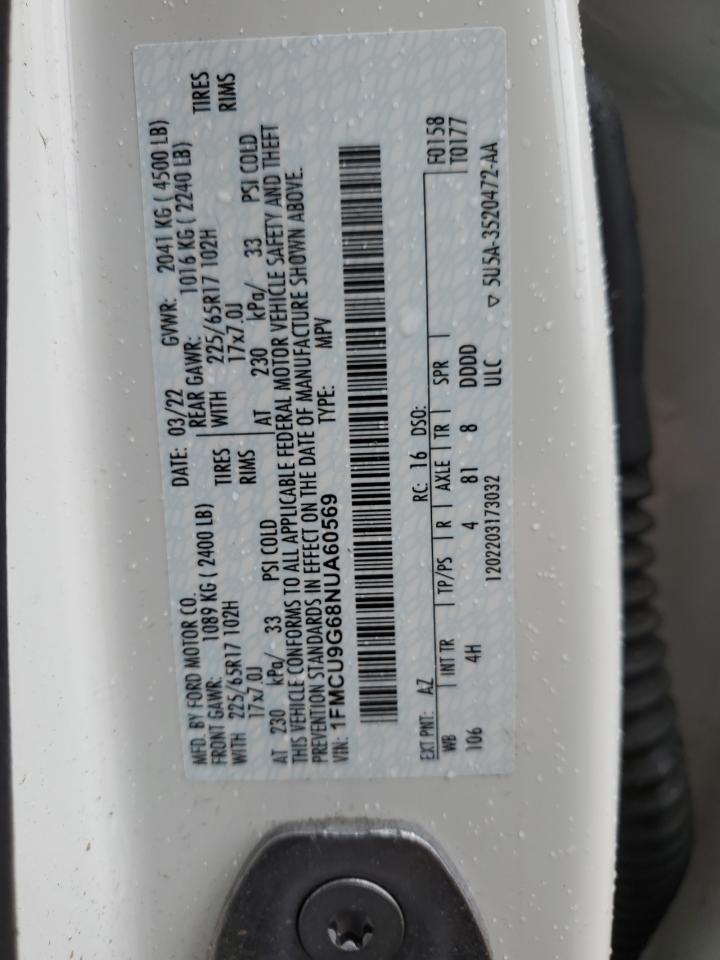 MFD. BY FORD MOTOR CO.
DATE: 03/22 GVWR: 2041 KG ( 4500 LB)
FRONT GAWR: 1089 KG ( 2400 LB)
REAR GAWR: 1016 KG ( 2240 LB)
WITH 225/65R17 102H TIRES
WITH 225/65R17 102H TIRES
17x7.0J RIMS
17x7.0J RIMS
AT 230 kPa/ 33 PSI COLD
AT 230 kPa/ 33 PSI COLD
THIS VEHICLE CONFORMS TO ALL APPLICABLE FEDERAL MOTOR VEHICLE SAFETY AND THEFT
PREVENTION STANDARDS IN EFFECT ON THE DATE OF MANUFACTURE SHOWN ABOVE.
VIN: 1FMCU9G68NUA60569 TYPE: MPV
EXT PNT: AZ RC: 16 DSO: F0158
WB INT TR TP/PS R AXLE TR SPR T0177
106 4H 4 81 8 DDDD
1202203173032 ULC ▽ 5U5A-3520472-AA